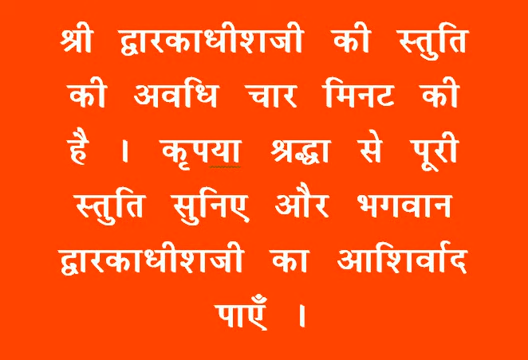 श्री द्वारकाधीशजी की स्तुति
की अवधि चार मिनट की
है । कृपया श्रद्धा से पूरी
स्तुति सुनिए और भगवान
द्वारकाधीशजी का आशिर्वाद
पाएँ ।